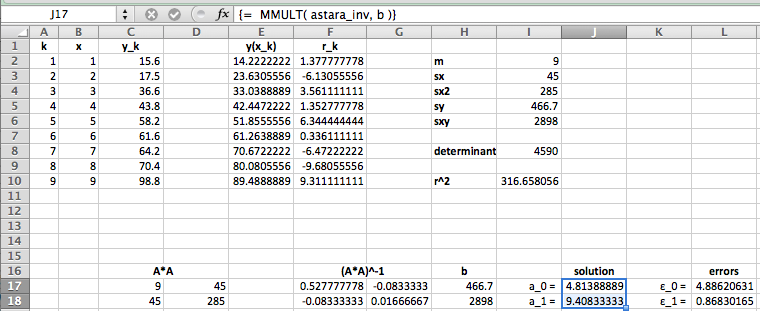 J17 fx {= MMULT( astara_inv, b )}
A B C D E F G H I J K L
1 k x y_k y(x_k) r_k
2 1 1 15.6 14.2222222 1.377777778 m 9
3 2 2 17.5 23.6305556 -6.13055556 sx 45
4 3 3 36.6 33.0388889 3.561111111 sx2 285
5 4 4 43.8 42.4472222 1.352777778 sy 466.7
6 5 5 58.2 51.8555556 6.344444444 sxy 2898
7 6 6 61.6 61.2638889 0.336111111
8 7 7 64.2 70.6722222 -6.47222222 determinant 4590
9 8 8 70.4 80.0805556 -9.68055556
10 9 9 98.8 89.4888889 9.311111111 r^2 316.658056
11
12
13
14
15
16 A*A (A*A)^-1 b solution errors
17 9 45 0.527777778 -0.0833333 466.7 a_0 = 4.81388889 ε_0 = 4.88620631
18 45 285 -0.08333333 0.01666667 2898 a_1 = 9.40833333 ε_1 = 0.86830165